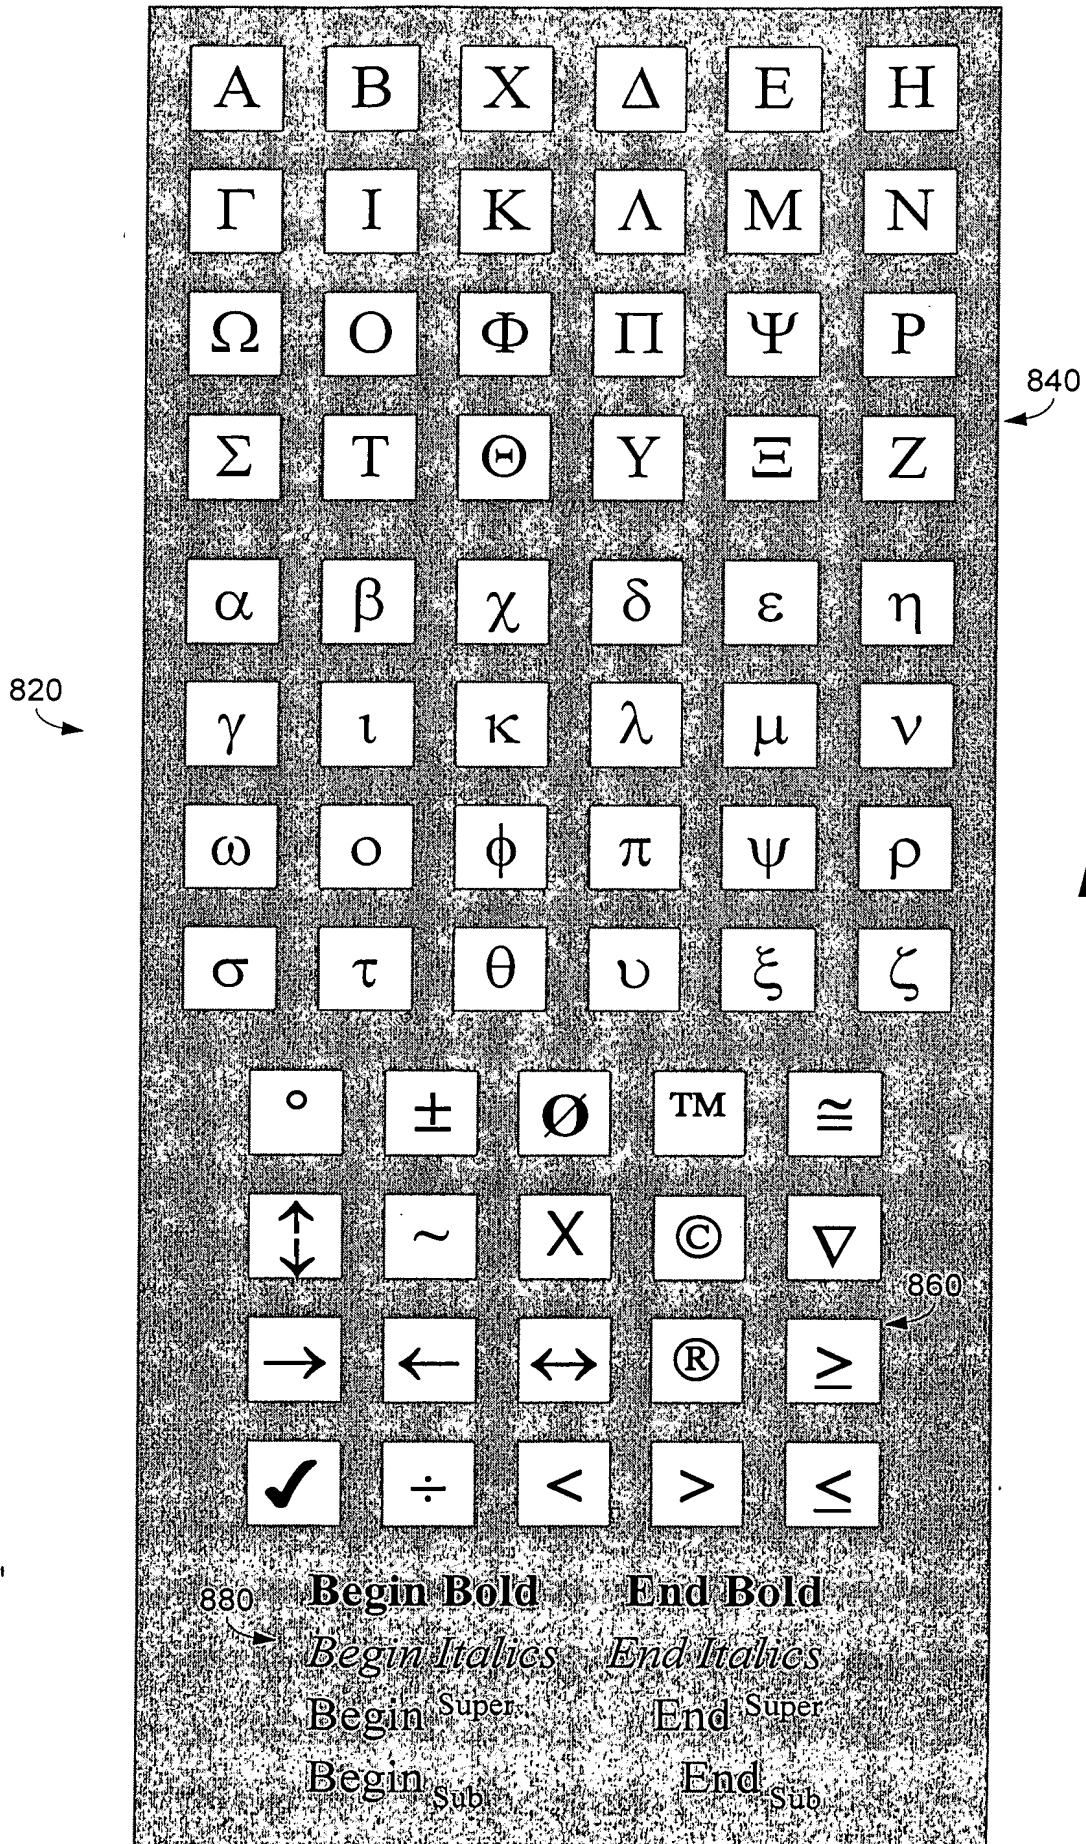 Α Β Χ Δ Ε Η
Γ Ι Κ Λ Μ Ν
Ω Ο Φ Π Ψ Ρ
840
Σ Τ Θ Υ Ξ Ζ
α β χ δ ε η
820
γ ι κ λ μ ν
ω ο φ π ψ ρ
σ τ θ υ ξ ζ
° ± Ø ™ ≅
↕ ~ X © ∇
860
→ ← ↔ ® ≥
✓ ÷ < > ≤
Begin Bold End Bold
880
Begin Italics End Italics
Begin Super End Super
Begin Sub End Sub